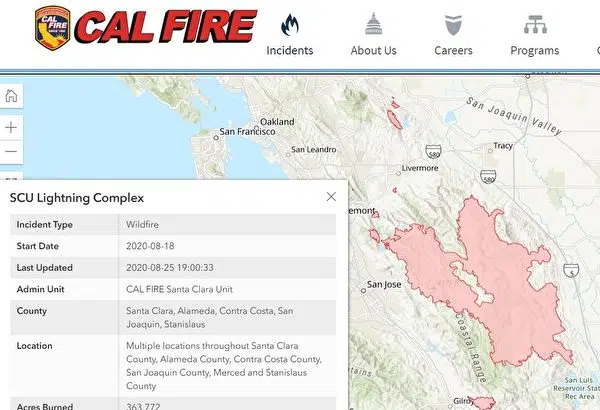 CAL FIRE
SINCE 1885
CAL FIRE
Incidents
About Us
Careers
Programs
San Joaquin Valley
Oakland
San Francisco
San Leandro
580
Tracy
Livermore
580
SCU Lightning Complex
emont
Incident Type Wildfire
Start Date 2020-08-18
Last Updated 2020-08-25 19:00:33
Admin Unit CAL FIRE Santa Clara Unit
County Santa Clara, Alameda, Contra Costa, San
Joaquin, Stanislaus
Location Multiple locations throughout Santa Clara
County, Alameda County, Contra Costa County,
San Joaquin County, Merced and Stanislaus
County
Acres Burned 363,772
5
San Jose
Coastal Range
San Luis
Reservoir State
Rec Area
Gilroy
ntains